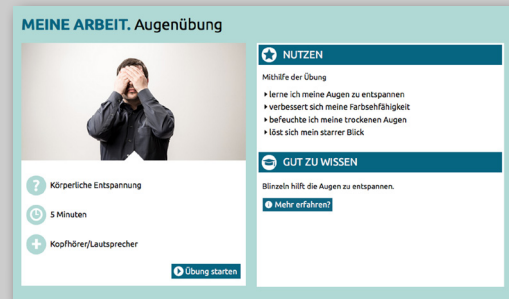 MEINE ARBEIT. Augenübung
Körperliche Entspannung
5 Minuten
Kopfhörer/Lautsprecher
Übung starten
NUTZEN
Mithilfe der Übung
lerne ich meine Augen zu entspannen
verbessert sich meine Farbsehfähigkeit
befeuchte ich meine trockenen Augen
löst sich mein starrer Blick
GUT ZU WISSEN
Blinzeln hilft die Augen zu entspannen.
Mehr erfahren?